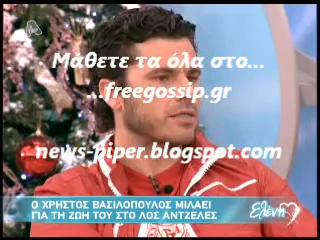 Μάθετε τα όλα στο...
...freegossip.gr
news-piper.blogspot.com
Ο ΧΡΗΣΤΟΣ ΒΑΣΙΛΟΠΟΥΛΟΣ ΜΙΛΑΕΙ
ΓΙΑ ΤΗ ΖΩΗ ΤΟΥ ΣΤΟ ΛΟΣ ΑΝΤΖΕΛΕΣ
Ελένη